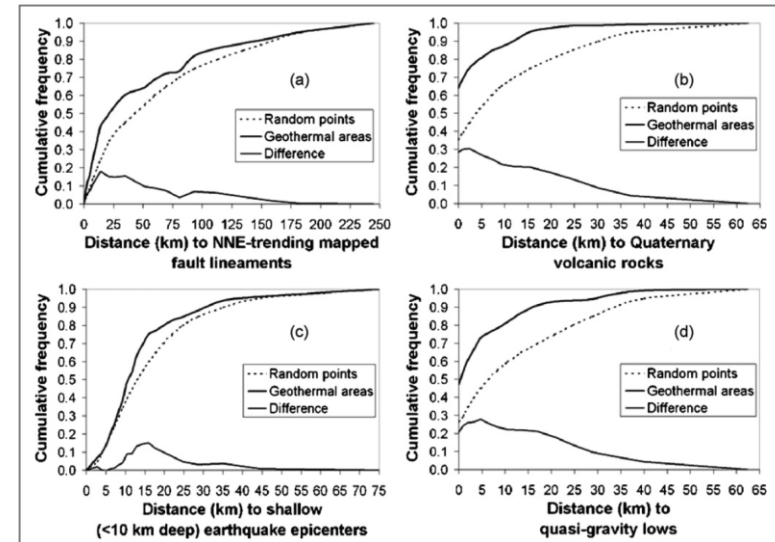 1.0
0.9
0.8
0.7
0.6
0.5
0.4
0.3
0.2
0.1
0.0
Cumulative frequency
(a)
Random points
Geothermal areas
Difference
0 25 50 75 100 125 150 175 200 225 250
Distance (km) to NNE-trending mapped
fault lineaments
1.0
0.9
0.8
0.7
0.6
0.5
0.4
0.3
0.2
0.1
0.0
Cumulative frequency
(b)
Random points
Geothermal areas
Difference
0 5 10 15 20 25 30 35 40 45 50 55 60 65
Distance (km) to Quaternary
volcanic rocks
1.0
0.9
0.8
0.7
0.6
0.5
0.4
0.3
0.2
0.1
0.0
Cumulative frequency
(c)
Random points
Geothermal areas
Difference
0 5 10 15 20 25 30 35 40 45 50 55 60 65 70 75
Distance (km) to shallow
(<10 km deep) earthquake epicenters
1.0
0.9
0.8
0.7
0.6
0.5
0.4
0.3
0.2
0.1
0.0
Cumulative frequency
(d)
Random points
Geothermal areas
Difference
0 5 10 15 20 25 30 35 40 45 50 55 60 65
Distance (km) to
quasi-gravity lows